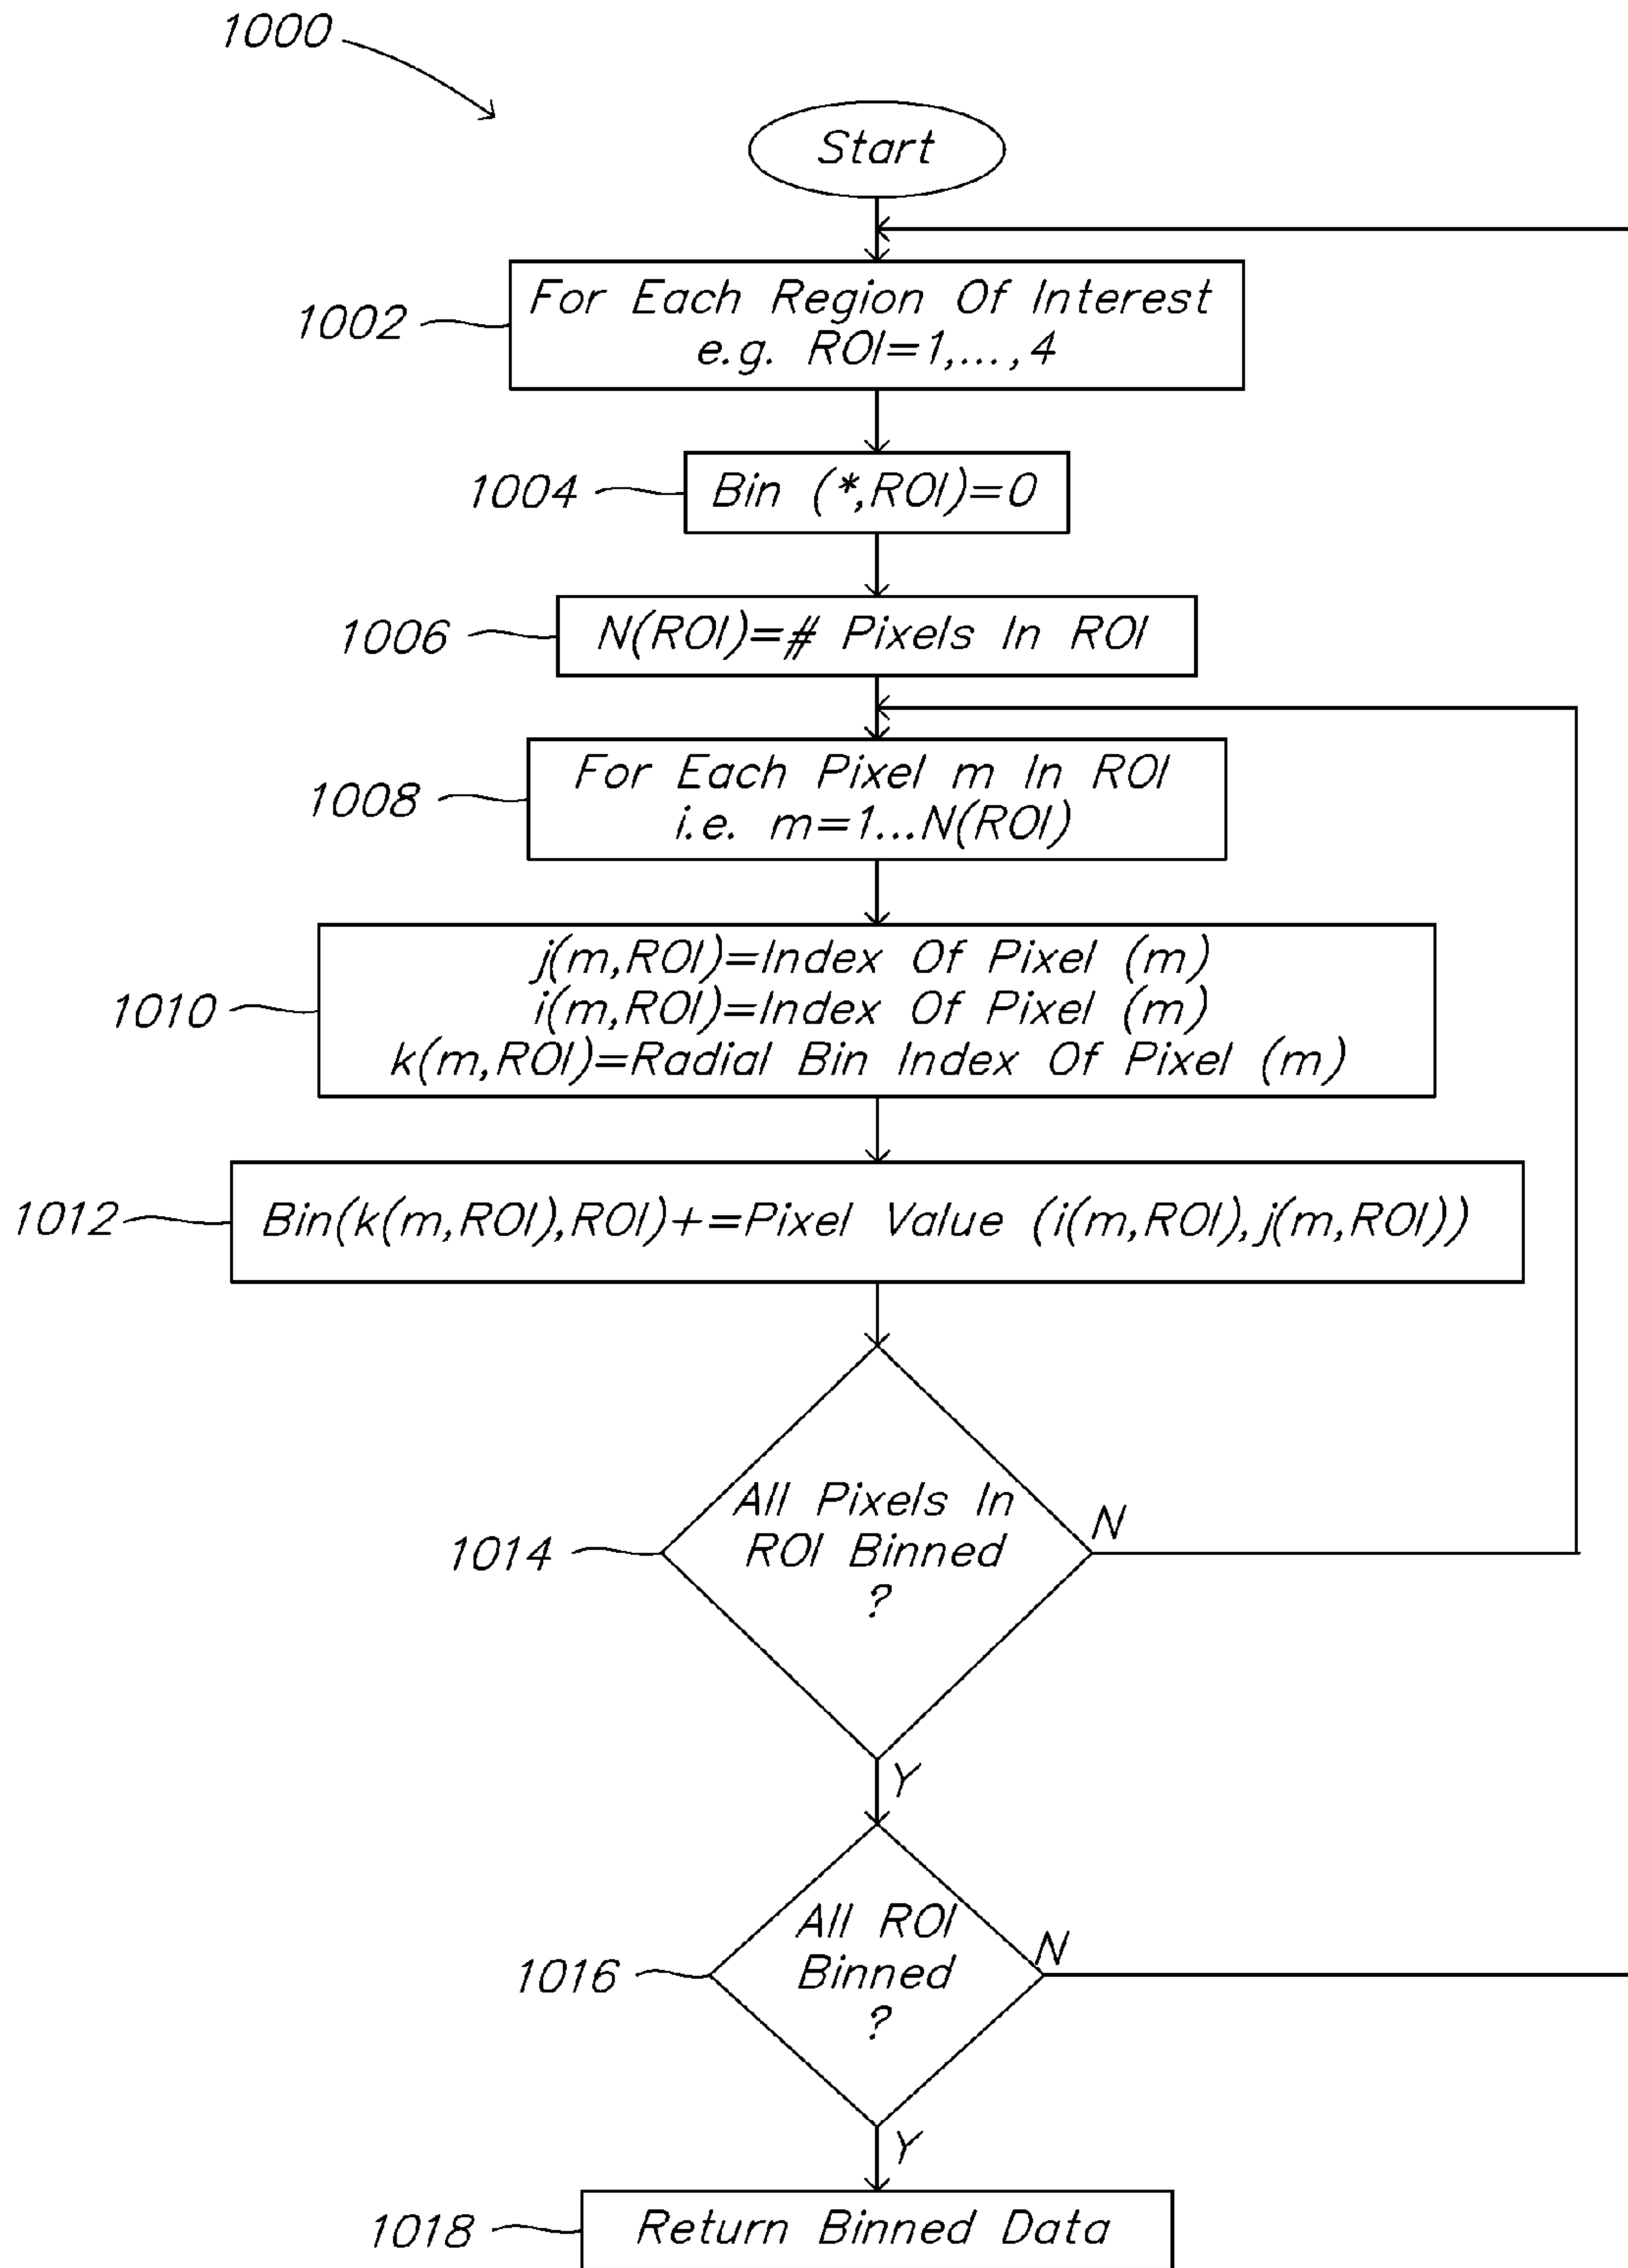 1000
Start
1002
For Each Region Of Interest
e.g. ROI=1,...,4
1004
Bin (*,ROI)=0
1006
N(ROI)=# Pixels In ROI
1008
For Each Pixel m In ROI
i.e. m=1...N(ROI)
1010
j(m,ROI)=Index Of Pixel (m)
i(m,ROI)=Index Of Pixel (m)
k(m,ROI)=Radial Bin Index Of Pixel (m)
1012
Bin(k(m,ROI),ROI)+=Pixel Value (i(m,ROI),j(m,ROI))
1014
All Pixels In
ROI Binned
?
N
Y
1016
All ROI
Binned
?
N
Y
1018
Return Binned Data